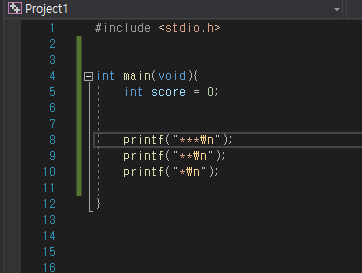 Project1
1 #include <stdio.h>
2
3
4 int main(void){
5 int score = 0;
6
7
8 printf("***₩n");
9 printf("**₩n");
10 printf("*₩n");
11
12 }
13
14
15
16